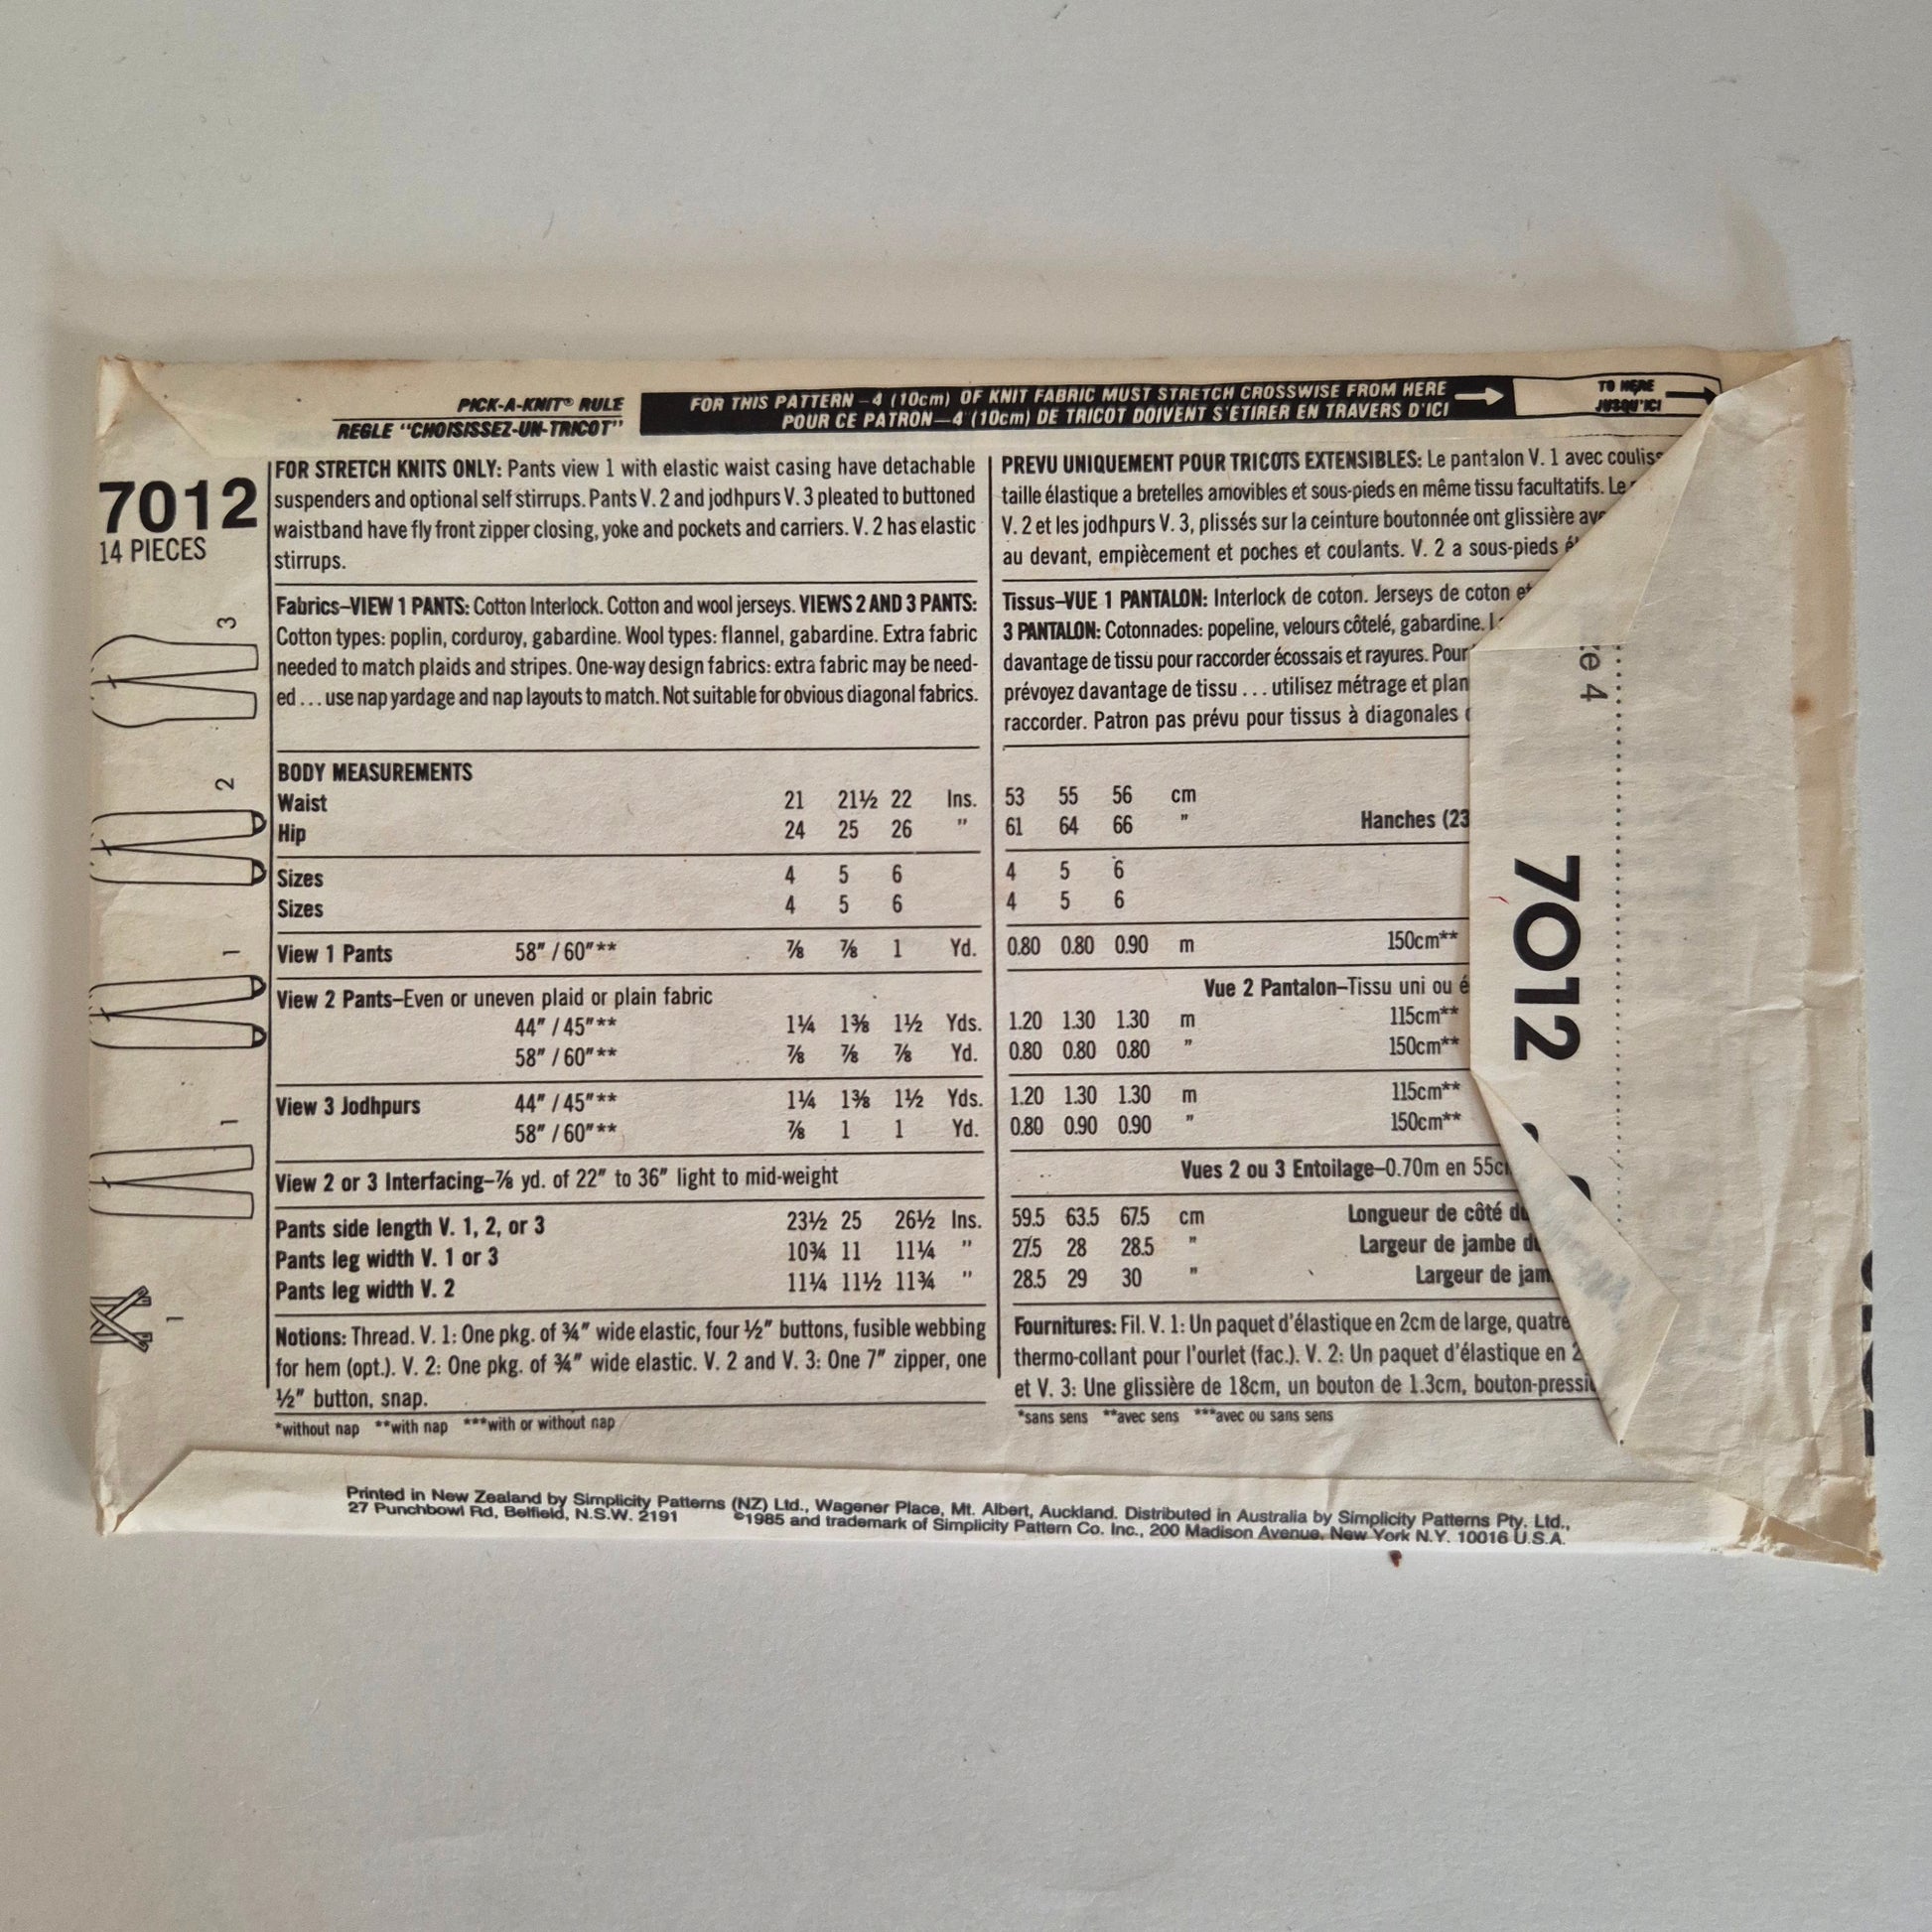 PICK-A-KNIT® RULE
REGLE "CHOISISSEZ-UN-TRICOT"
FOR THIS PATTERN – 4 (10cm) OF KNIT FABRIC MUST STRETCH CROSSWISE FROM HERE
POUR CE PATRON—4 (10cm) DE TRICOT DOIVENT S'ETIRER EN TRAVERS D'ICI
TO HERE
JUSQU'ICI
7012
14 PIECES
3
2
1
1
1
FOR STRETCH KNITS ONLY: Pants view 1 with elastic waist casing have detachable
suspenders and optional self stirrups. Pants V. 2 and jodhpurs V. 3 pleated to buttoned
waistband have fly front zipper closing, yoke and pockets and carriers. V. 2 has elastic
stirrups.
Fabrics–VIEW 1 PANTS: Cotton Interlock. Cotton and wool jerseys. VIEWS 2 AND 3 PANTS:
Cotton types: poplin, corduroy, gabardine. Wool types: flannel, gabardine. Extra fabric
needed to match plaids and stripes. One-way design fabrics: extra fabric may be need-
ed ... use nap yardage and nap layouts to match. Not suitable for obvious diagonal fabrics.
BODY MEASUREMENTS
Waist 21 21½ 22 Ins.
Hip 24 25 26 "
Sizes 4 5 6
Sizes 4 5 6
View 1 Pants 58" / 60"** ⅞ ⅞ 1 Yd.
View 2 Pants–Even or uneven plaid or plain fabric
44" / 45"** 1¼ 1⅜ 1½ Yds.
58" / 60"** ⅞ ⅞ ⅞ Yd.
View 3 Jodhpurs 44" / 45"** 1¼ 1⅜ 1½ Yds.
58" / 60"** ⅞ 1 1 Yd.
View 2 or 3 Interfacing–⅞ yd. of 22" to 36" light to mid-weight
Pants side length V. 1, 2, or 3 23½ 25 26½ Ins.
Pants leg width V. 1 or 3 10¾ 11 11¼ "
Pants leg width V. 2 11¼ 11½ 11¾ "
Notions: Thread. V. 1: One pkg. of ¾" wide elastic, four ½" buttons, fusible webbing
for hem (opt.). V. 2: One pkg. of ¾" wide elastic. V. 2 and V. 3: One 7" zipper, one
½" button, snap.
*without nap **with nap ***with or without nap
PREVU UNIQUEMENT POUR TRICOTS EXTENSIBLES: Le pantalon V. 1 avec couliss
taille élastique a bretelles amovibles et sous-pieds en même tissu facultatifs. Le
V. 2 et les jodhpurs V. 3, plissés sur la ceinture boutonnée ont glissière ave
au devant, empiècement et poches et coulants. V. 2 a sous-pieds él
Tissus–VUE 1 PANTALON: Interlock de coton. Jerseys de coton et
3 PANTALON: Cotonnades: popeline, velours côtelé, gabardine.
davantage de tissu pour raccorder écossais et rayures. Pour
prévoyez davantage de tissu ... utilisez métrage et plan
raccorder. Patron pas prévu pour tissus à diagonales
53 55 56 cm
61 64 66 " Hanches (23
4 5 6
4 5 6
0.80 0.80 0.90 m 150cm**
Vue 2 Pantalon–Tissu uni ou é
1.20 1.30 1.30 m 115cm**
0.80 0.80 0.80 " 150cm**
1.20 1.30 1.30 m 115cm**
0.80 0.90 0.90 " 150cm**
Vues 2 ou 3 Entoilage–0.70m en 55c
59.5 63.5 67.5 cm Longueur de côté du
27.5 28 28.5 " Largeur de jambe d
28.5 29 30 " Largeur de jam
Fournitures: Fil. V. 1: Un paquet d'élastique en 2cm de large, quatre
thermo-collant pour l'ourlet (fac.). V. 2: Un paquet d'élastique en 2
et V. 3: Une glissière de 18cm, un bouton de 1.3cm, bouton-pressi
*sans sens **avec sens ***avec ou sans sens
re 4
7012
Printed in New Zealand by Simplicity Patterns (NZ) Ltd., Wagener Place, Mt. Albert, Auckland. Distributed in Australia by Simplicity Patterns Pty. Ltd.,
27 Punchbowl Rd, Belfield, N.S.W. 2191 ©1985 and trademark of Simplicity Pattern Co. Inc., 200 Madison Avenue, New York N.Y. 10016 U.S.A.